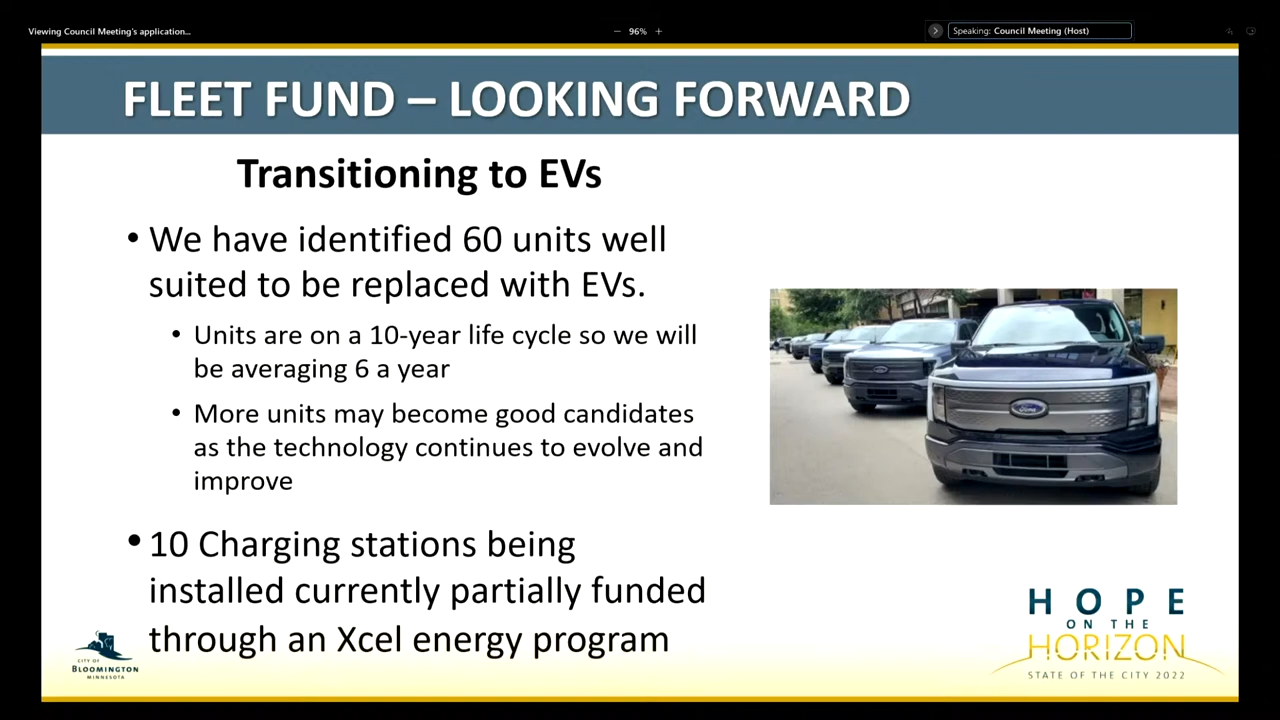 Viewing Council Meeting's application...
− 96% +
Speaking: Council Meeting (Host)
FLEET FUND – LOOKING FORWARD
Transitioning to EVs
• We have identified 60 units well
suited to be replaced with EVs.
• Units are on a 10-year life cycle so we will
be averaging 6 a year
• More units may become good candidates
as the technology continues to evolve and
improve
• 10 Charging stations being
installed currently partially funded
through an Xcel energy program
Ford
Ford
CITY OF
BLOOMINGTON
MINNESOTA
HOPE
ON THE
HORIZON
STATE OF THE CITY 2022